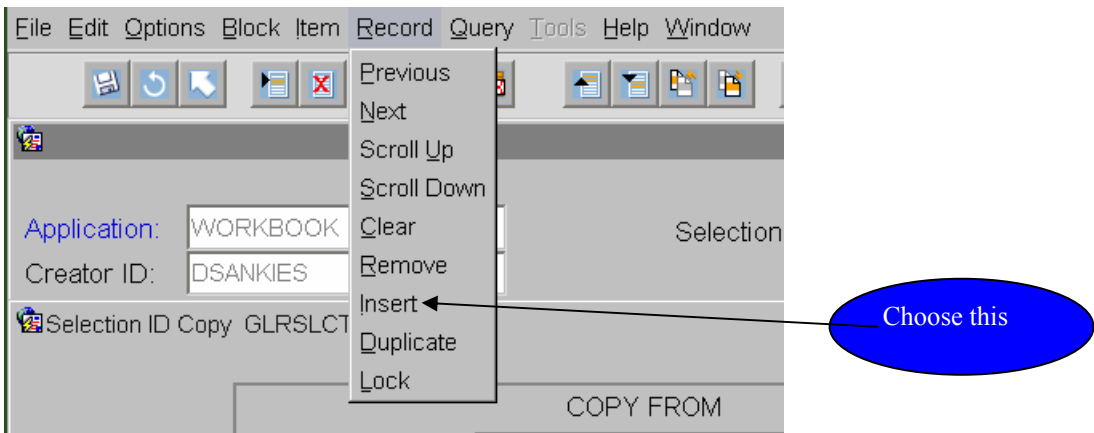 File Edit Options Block Item Record Query Tools Help Window
Previous
Next
Scroll Up
Scroll Down
Clear
Remove
Insert
Duplicate
Lock
Application: WORKBOOK
Selection
Creator ID: DSANKIES
Selection ID Copy GLRSLCT
COPY FROM
Choose this